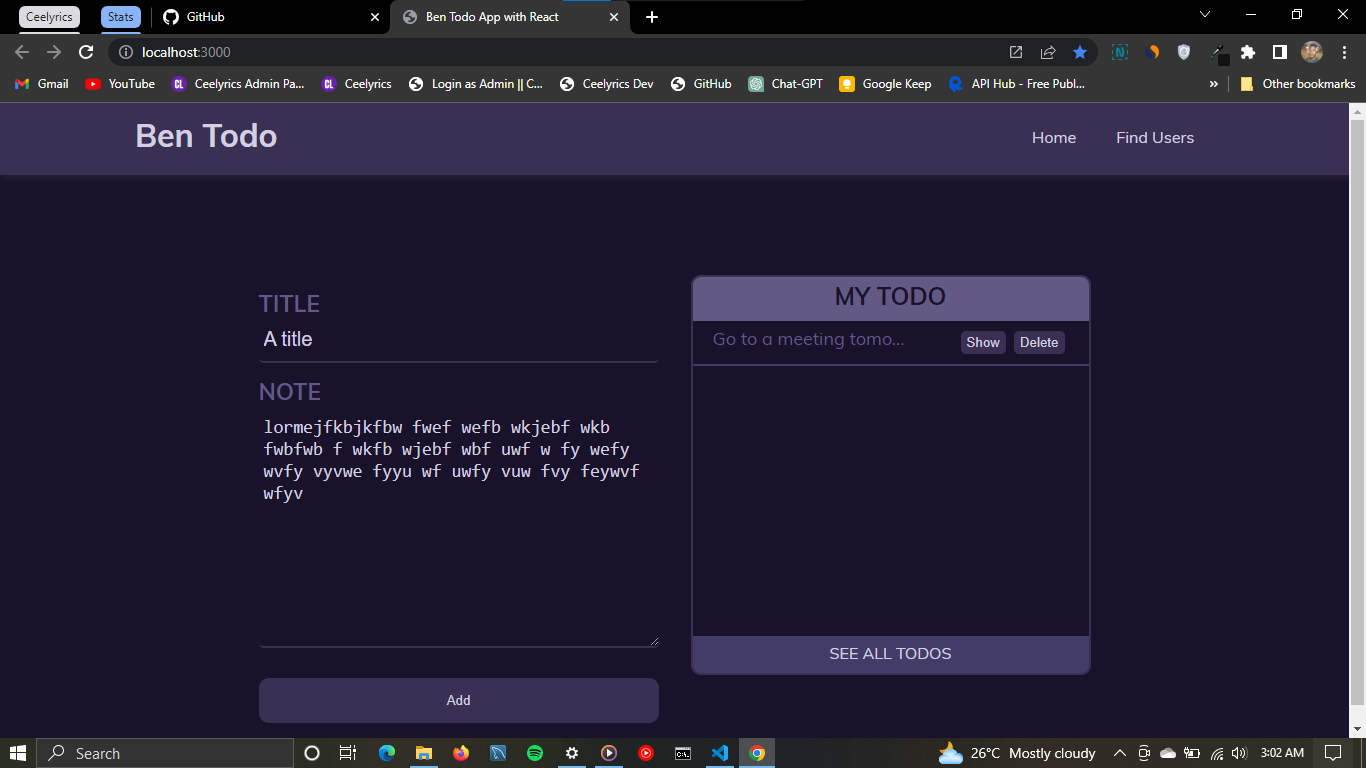 Ceelyrics
Stats
GitHub
Ben Todo App with React
localhost:3000
Gmail
YouTube
Ceelyrics Admin Pa...
Ceelyrics
Login as Admin || C...
Ceelyrics Dev
GitHub
Chat-GPT
Google Keep
API Hub - Free Publ...
»
Other bookmarks
Ben Todo
Home
Find Users
TITLE
A title
NOTE
lormejfkbjkfbw fwef wefb wkjebf wkb
fwbfwb f wkfb wjebf wbf uwf w fy wefy
wvfy vyvwe fyyu wf uwfy vuw fvy feywvf
wfyv
Add
MY TODO
Go to a meeting tomo...
Show
Delete
SEE ALL TODOS
Search
26°C Mostly cloudy
3:02 AM